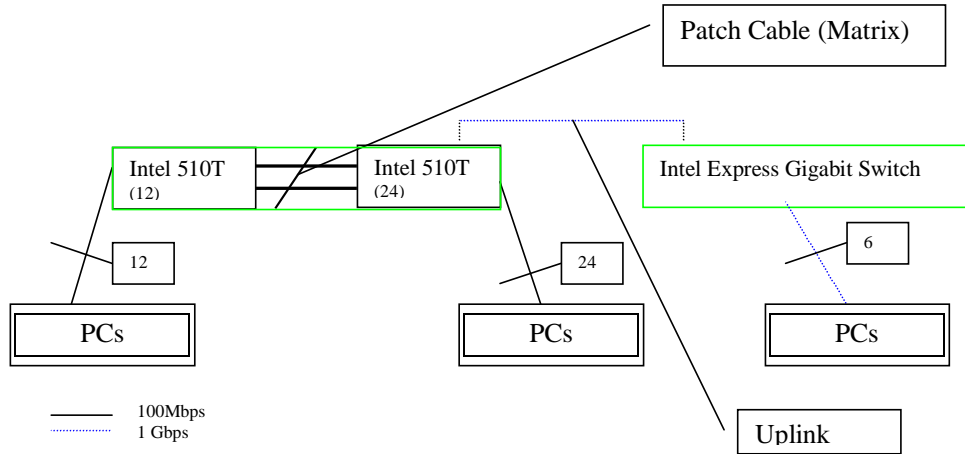 Patch Cable (Matrix)
Intel 510T
(12)
Intel 510T
(24)
Intel Express Gigabit Switch
12
24
6
PCs
PCs
PCs
100Mbps
1 Gbps
Uplink